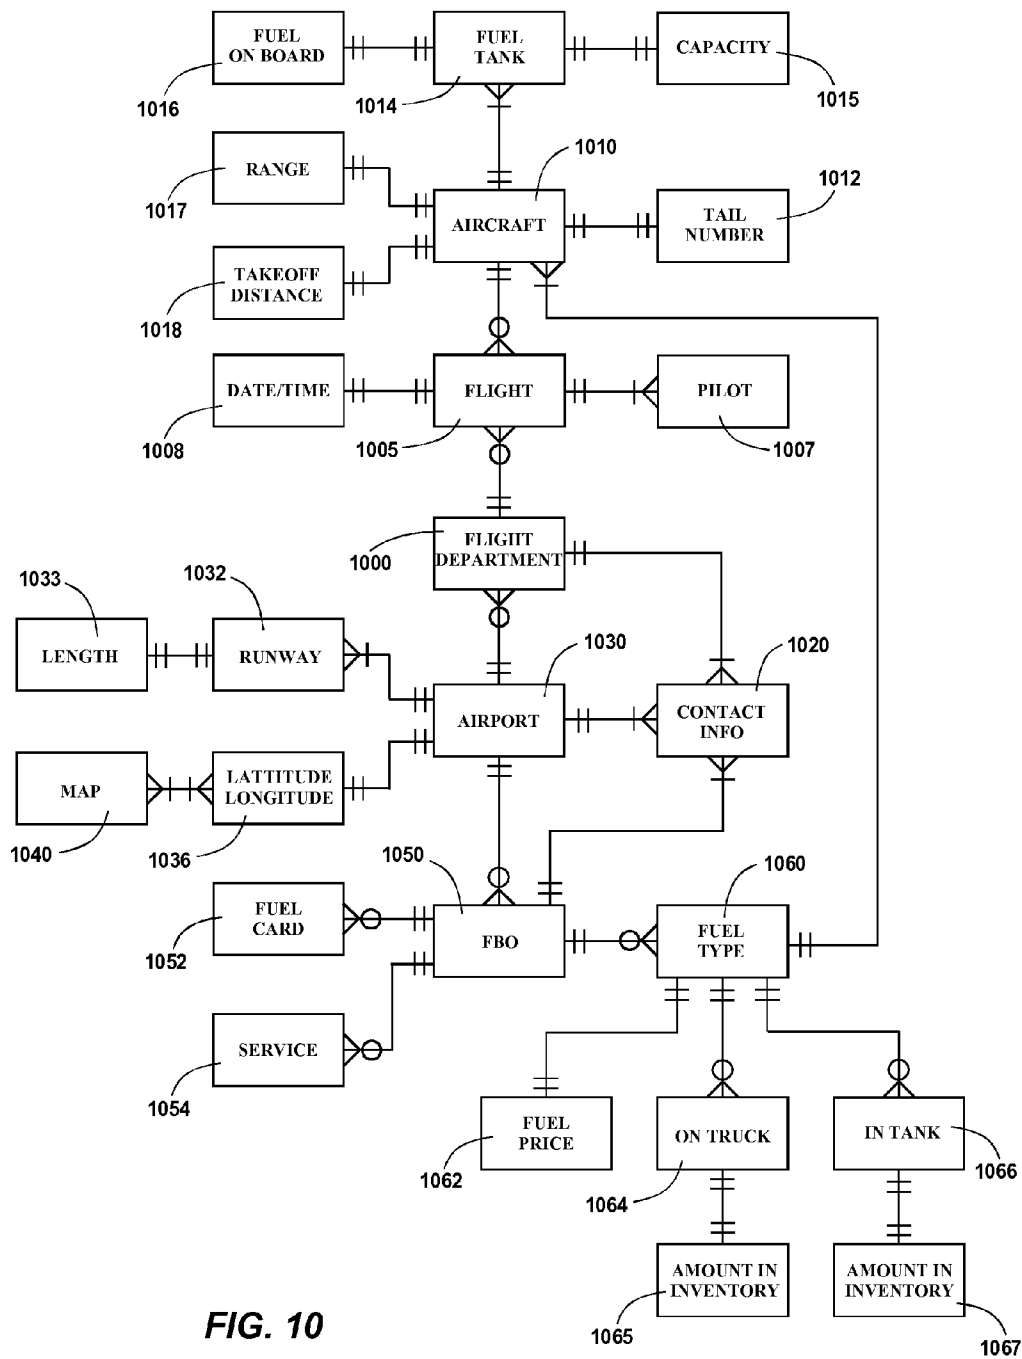 FUEL
ON BOARD
1016
FUEL
TANK
1014
CAPACITY
1015
RANGE
1017
1010
AIRCRAFT
1012
TAIL
NUMBER
TAKEOFF
DISTANCE
1018
DATE/TIME
1008
FLIGHT
1005
PILOT
1007
FLIGHT
DEPARTMENT
1000
1033
LENGTH
1032
RUNWAY
1030
AIRPORT
1020
CONTACT
INFO
MAP
1040
LATTITUDE
LONGITUDE
1036
1050
FBO
FUEL
CARD
1052
1060
FUEL
TYPE
SERVICE
1054
FUEL
PRICE
1062
ON TRUCK
1064
IN TANK
1066
AMOUNT IN
INVENTORY
1065
AMOUNT IN
INVENTORY
1067
FIG. 10